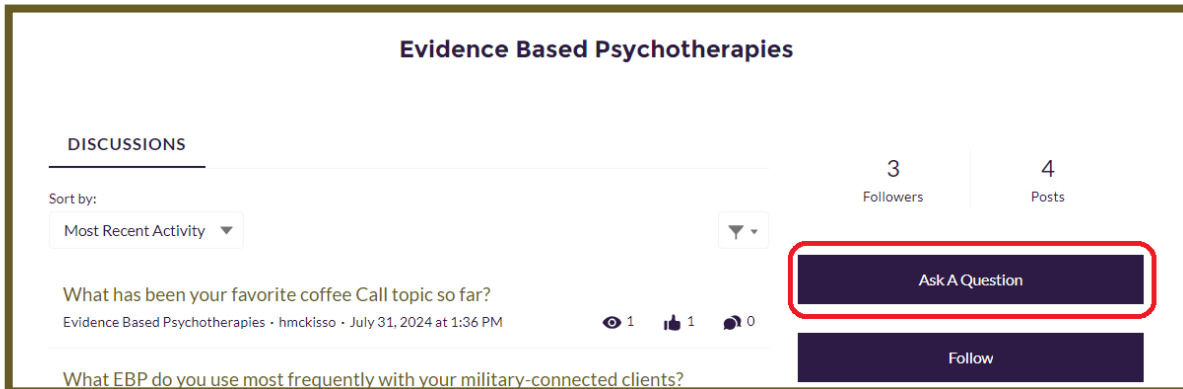 Evidence Based Psychotherapies
DISCUSSIONS
Sort by:
Most Recent Activity
What has been your favorite coffee Call topic so far?
Evidence Based Psychotherapies · hmckisso · July 31, 2024 at 1:36 PM
1 1 0
What EBP do you use most frequently with your military-connected clients?
3 4
Followers Posts
Ask A Question
Follow